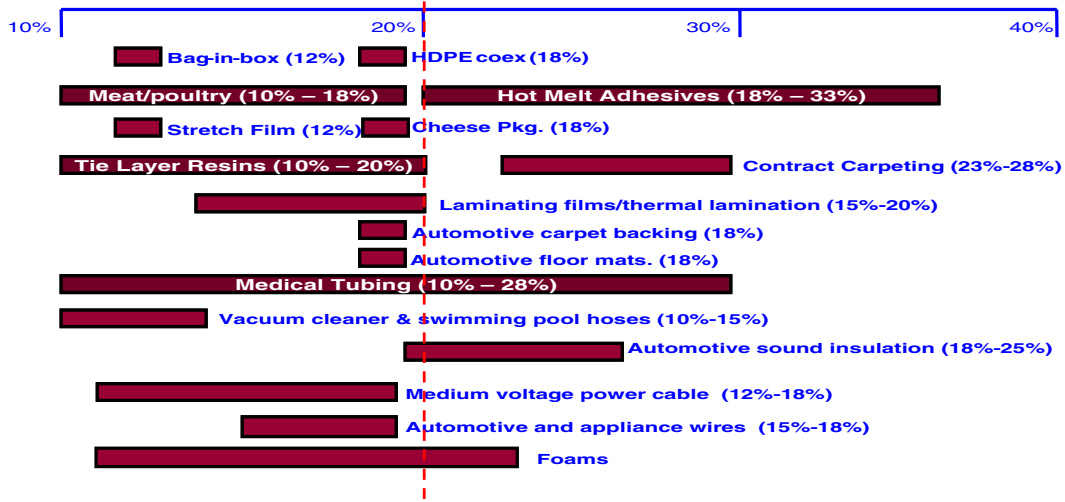 10% 20% 30% 40%
Bag-in-box (12%) HDPE coex (18%)
Meat/poultry (10% – 18%) Hot Melt Adhesives (18% – 33%)
Stretch Film (12%) Cheese Pkg. (18%)
Tie Layer Resins (10% – 20%) Contract Carpeting (23%-28%)
Laminating films/thermal lamination (15%-20%)
Automotive carpet backing (18%)
Automotive floor mats. (18%)
Medical Tubing (10% – 28%)
Vacuum cleaner & swimming pool hoses (10%-15%)
Automotive sound insulation (18%-25%)
Medium voltage power cable (12%-18%)
Automotive and appliance wires (15%-18%)
Foams